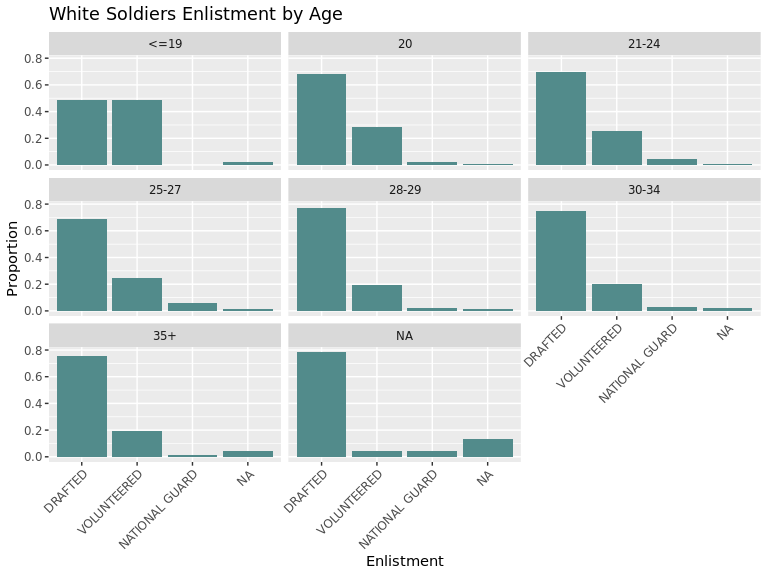 White Soldiers Enlistment by Age
<=19 20 21-24
0.8
0.6
0.4
0.2
0.0
25-27 28-29 30-34
0.8
0.6
0.4
0.2
0.0
DRAFTED VOLUNTEERED NATIONAL GUARD NA
35+ NA
0.8
0.6
0.4
0.2
0.0
DRAFTED VOLUNTEERED NATIONAL GUARD NA DRAFTED VOLUNTEERED NATIONAL GUARD NA
Proportion
Enlistment